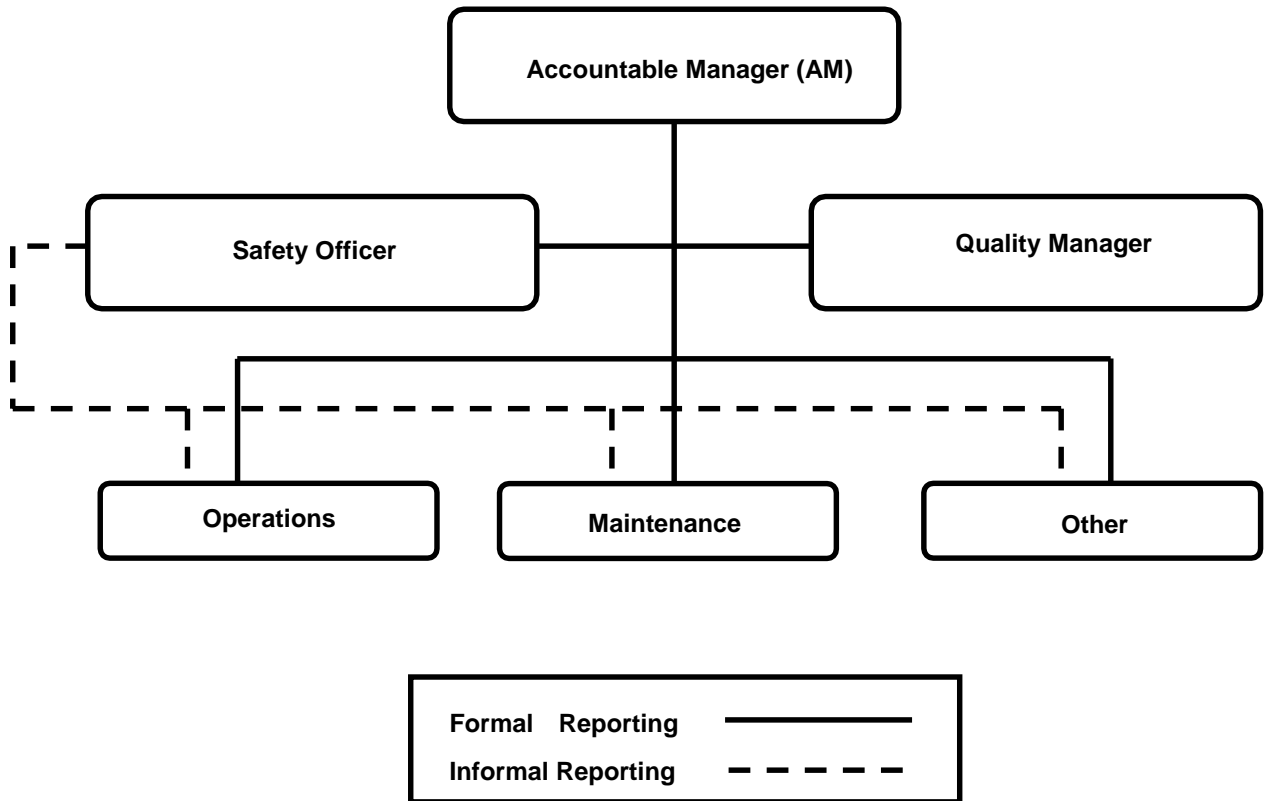 Accountable Manager (AM)
Safety Officer
Quality Manager
Operations
Maintenance
Other
Formal Reporting
Informal Reporting